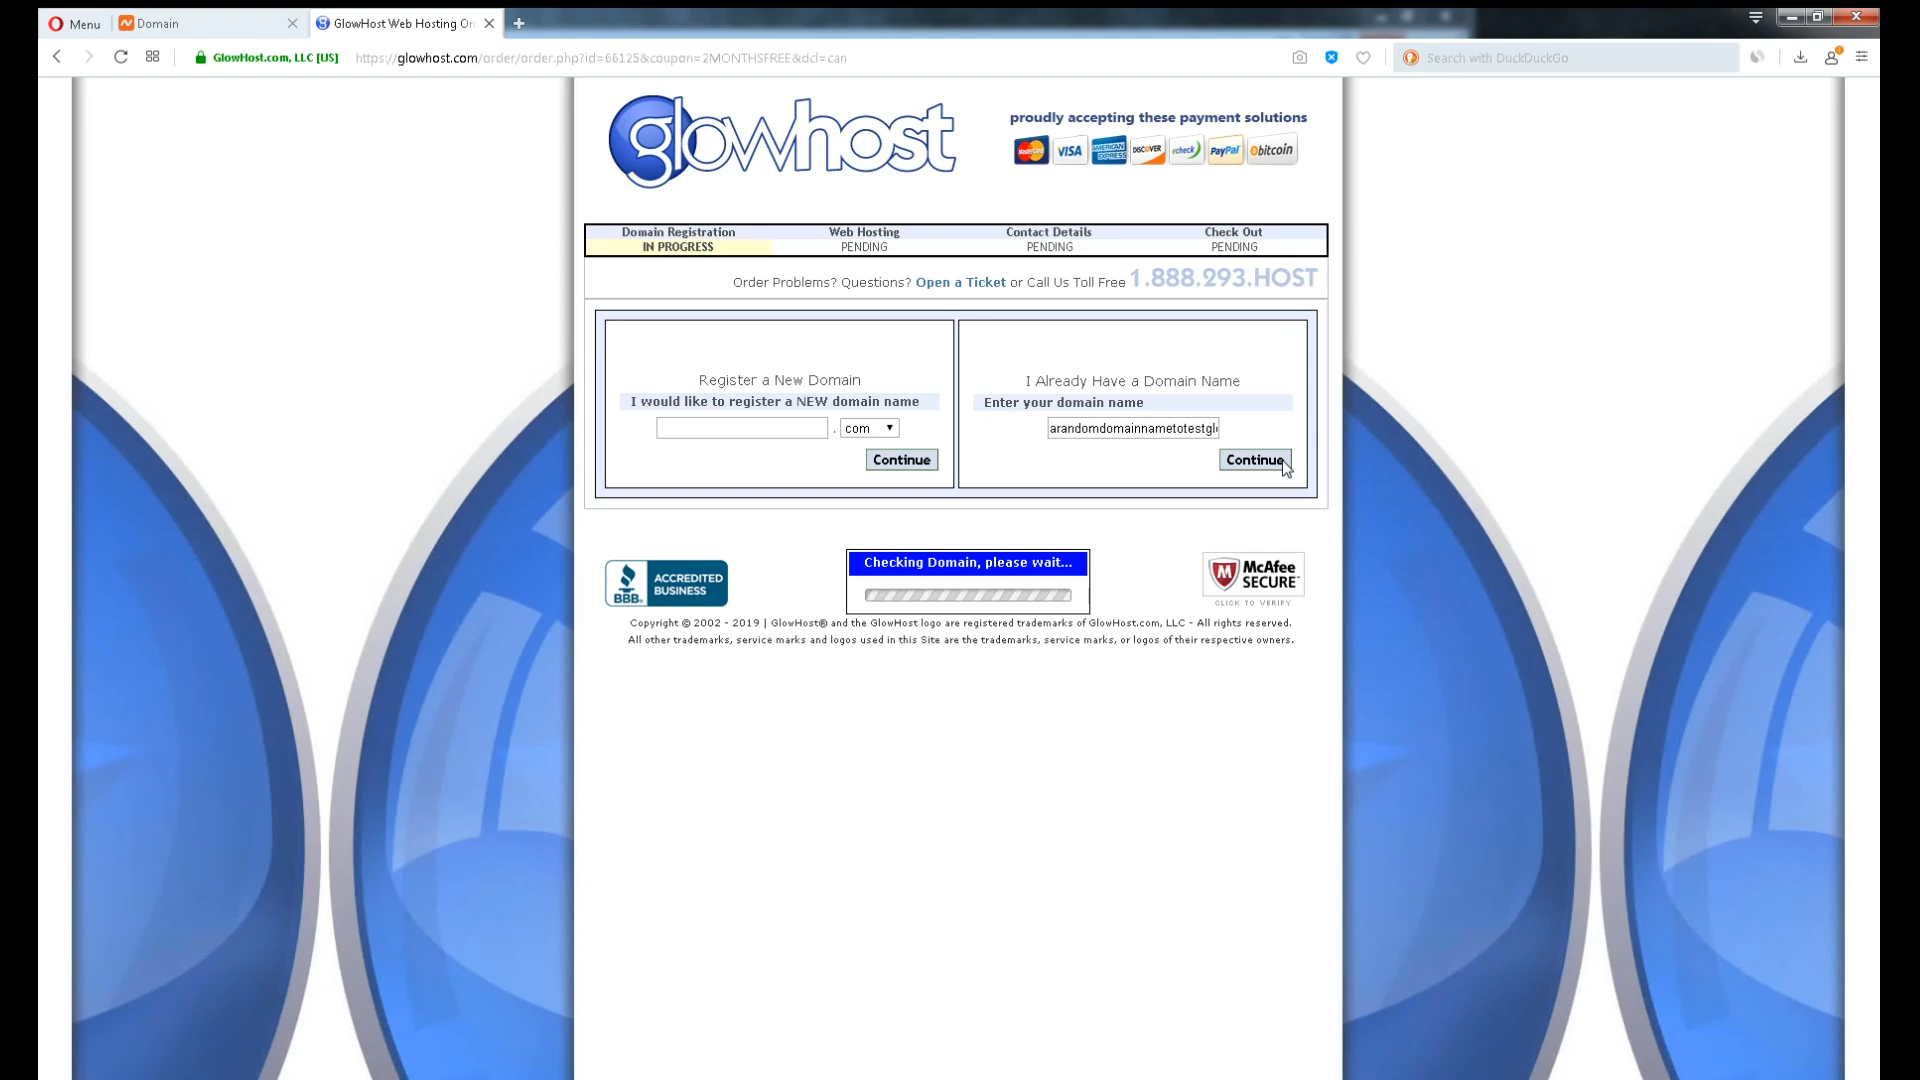 Menu
Domain
GlowHost Web Hosting Or
GlowHost.com, LLC [US]
https://glowhost.com/order/order.php?id=66125&coupon=2MONTHSFREE&dcl=can
Search with DuckDuckGo
glowhost
proudly accepting these payment solutions
MasterCard VISA AMERICAN EXPRESS DISCOVER echeck PayPal bitcoin
Domain Registration Web Hosting Contact Details Check Out
IN PROGRESS PENDING PENDING PENDING
Order Problems? Questions? Open a Ticket or Call Us Toll Free 1.888.293.HOST
Register a New Domain
I would like to register a NEW domain name
. com
Continue
I Already Have a Domain Name
Enter your domain name
arandomdomainnametotestgl
Continue
BBB.
ACCREDITED
BUSINESS
Checking Domain, please wait...
McAfee
SECURE™
CLICK TO VERIFY
Copyright © 2002 - 2019 | GlowHost® and the GlowHost logo are registered trademarks of GlowHost.com, LLC - All rights reserved.
All other trademarks, service marks and logos used in this Site are the trademarks, service marks, or logos of their respective owners.